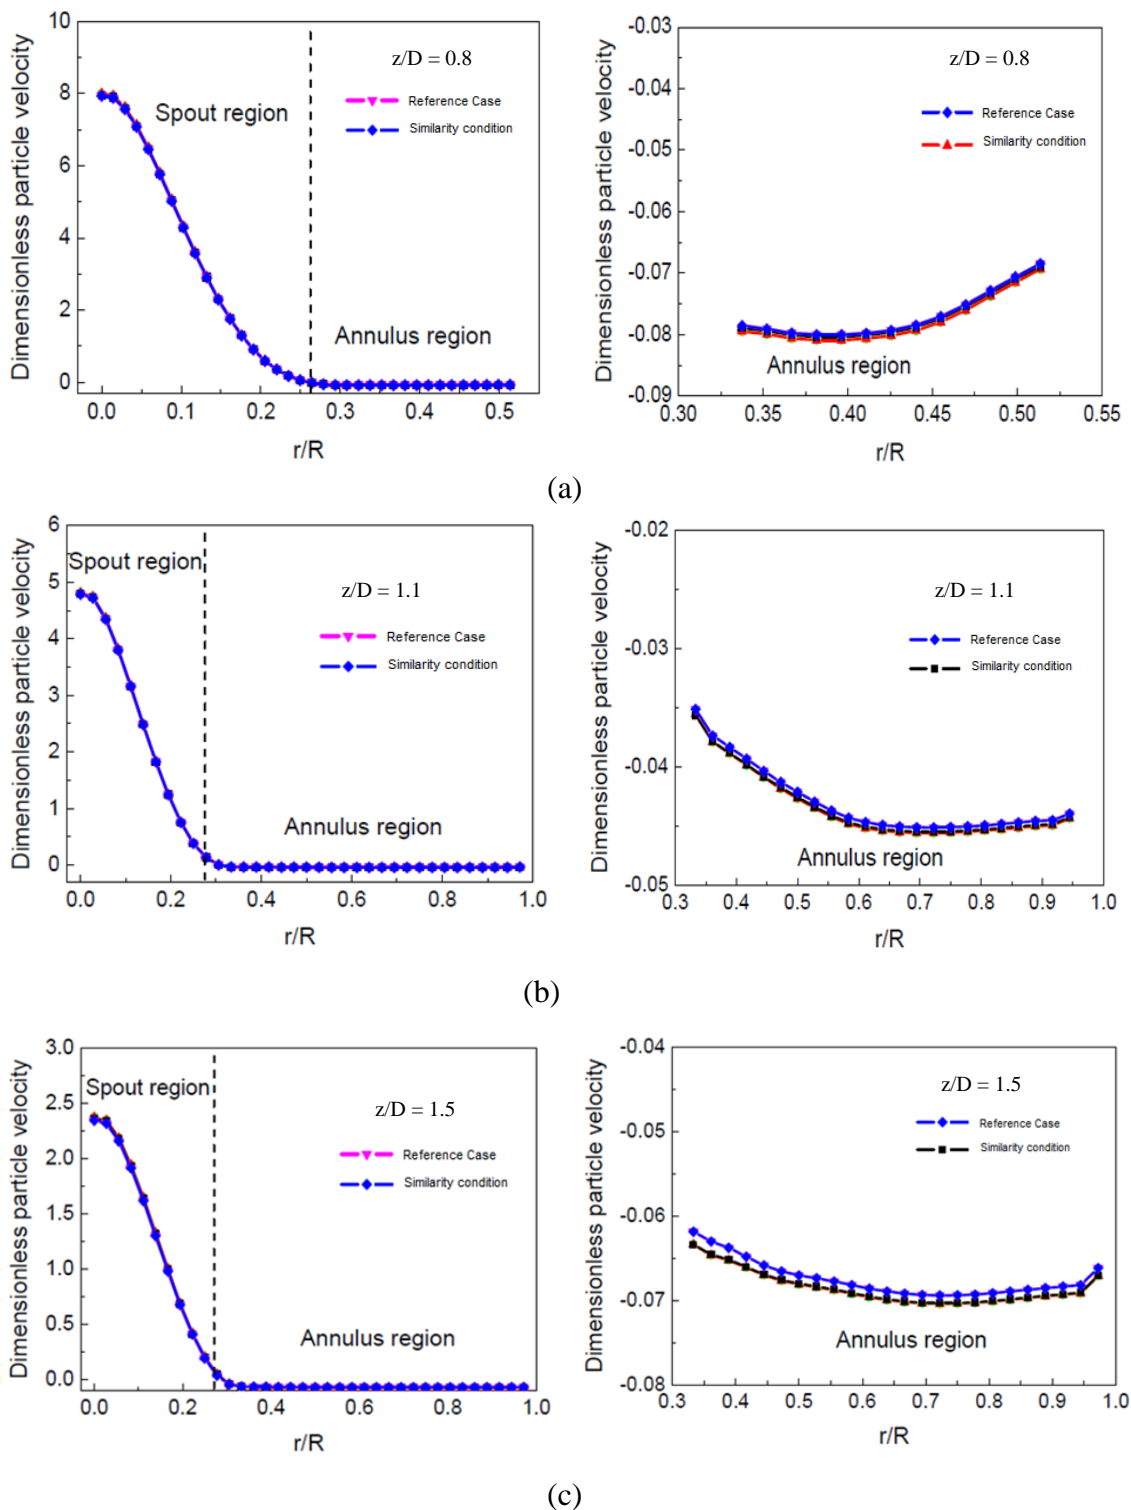 10
8
6
4
2
0
Dimensionless particle velocity
z/D = 0.8
Reference Case
Similarity condition
Spout region
Annulus region
0.0 0.1 0.2 0.3 0.4 0.5
r/R
-0.03
-0.04
-0.05
-0.06
-0.07
-0.08
-0.09
Dimensionless particle velocity
z/D = 0.8
Reference Case
Similarity condition
Annulus region
0.30 0.35 0.40 0.45 0.50 0.55
r/R
(a)
6
5
4
3
2
1
0
Dimensionless particle velocity
Spout region
z/D = 1.1
Reference Case
Similarity condition
Annulus region
0.0 0.2 0.4 0.6 0.8 1.0
r/R
-0.02
-0.03
-0.04
-0.05
Dimensionless particle velocity
z/D = 1.1
Reference Case
Similarity condition
Annulus region
0.3 0.4 0.5 0.6 0.7 0.8 0.9 1.0
r/R
(b)
3.0
2.5
2.0
1.5
1.0
0.5
0.0
Dimensionless particle velocity
Spout region
z/D = 1.5
Reference Case
Similarity condition
Annulus region
0.0 0.2 0.4 0.6 0.8 1.0
r/R
-0.04
-0.05
-0.06
-0.07
-0.08
Dimensionless particle velocity
z/D = 1.5
Reference Case
Similarity condition
Annulus region
0.3 0.4 0.5 0.6 0.7 0.8 0.9 1.0
r/R
(c)